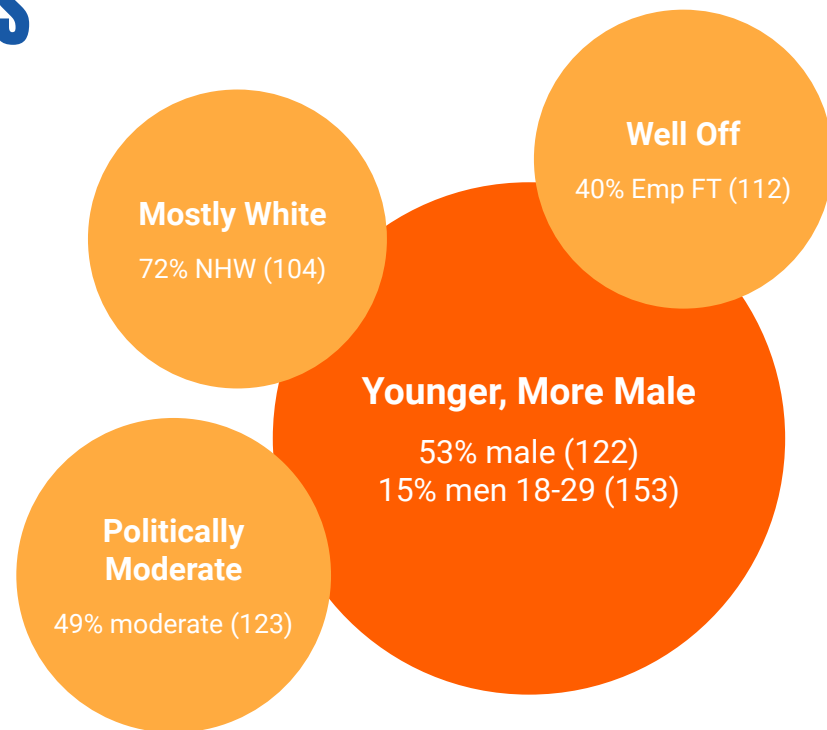 Well Off
40% Emp FT (112)
Mostly White
72% NHW (104)
Younger, More Male
53% male (122)
15% men 18-29 (153)
Politically
Moderate
49% moderate (123)